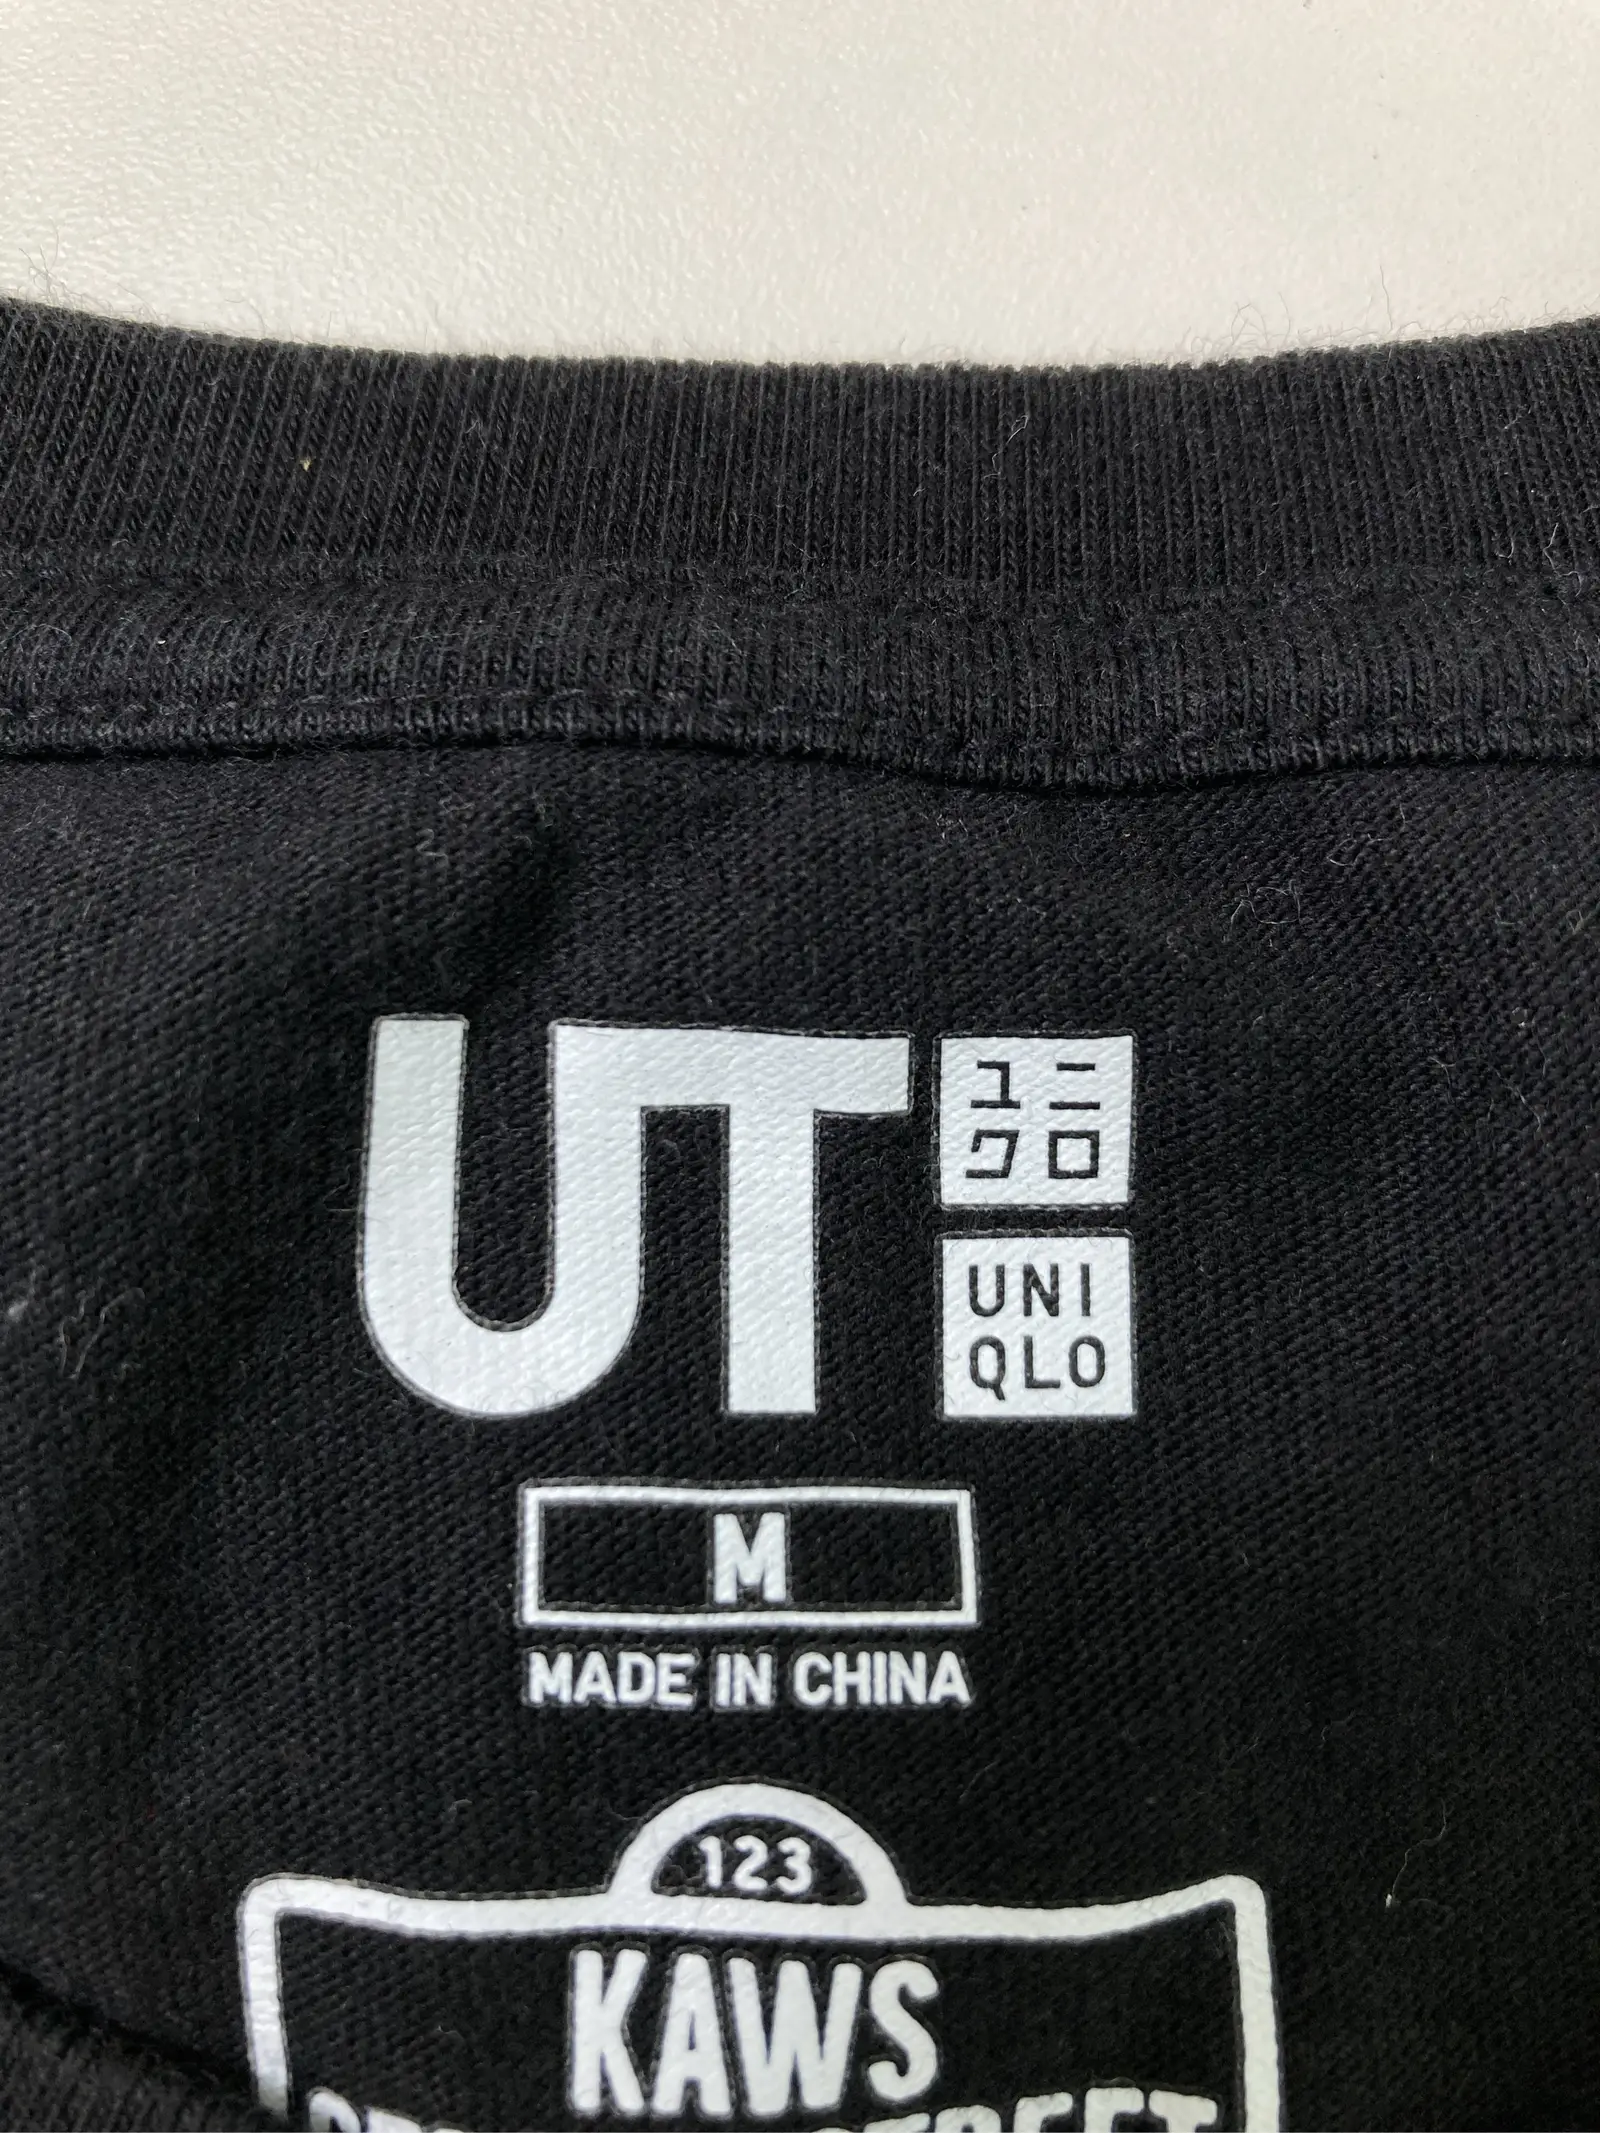 UT
ユニ
クロ
UNI
QLO
M
MADE IN CHINA
123
KAWS